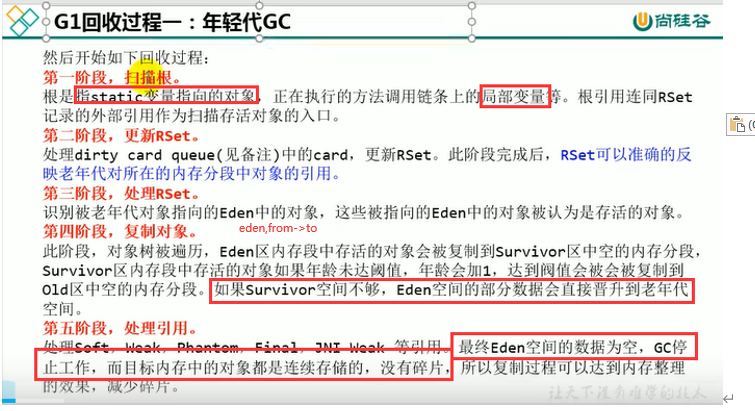 G1回收过程一：年轻代GC
尚硅谷
然后开始如下回收过程：
第一阶段，扫描根。
根是指static变量指向的对象，正在执行的方法调用链条上的局部变量等。根引用连同RSet
记录的外部引用作为扫描存活对象的入口。
第二阶段，更新RSet。
处理dirty card queue(见备注)中的card，更新RSet。此阶段完成后，RSet可以准确的反
映老年代对所在的内存分段中对象的引用。
第三阶段，处理RSet。
识别被老年代对象指向的Eden中的对象，这些被指向的Eden中的对象被认为是存活的对象。
第四阶段，复制对象。
eden,from->to
此阶段，对象树被遍历，Eden区内存段中存活的对象会被复制到Survivor区中空的内存分段，
Survivor区内存段中存活的对象如果年龄未达阈值，年龄会加1，达到阀值会被会被复制到
Old区中空的内存分段。如果Survivor空间不够，Eden空间的部分数据会直接晋升到老年代
空间。
第五阶段，处理引用。
处理Soft，Weak，Phantom，Final，JNI Weak 等引用。最终Eden空间的数据为空，GC停
止工作，而目标内存中的对象都是连续存储的，没有碎片，所以复制过程可以达到内存整理
的效果，减少碎片。
让天下没有难学的技术